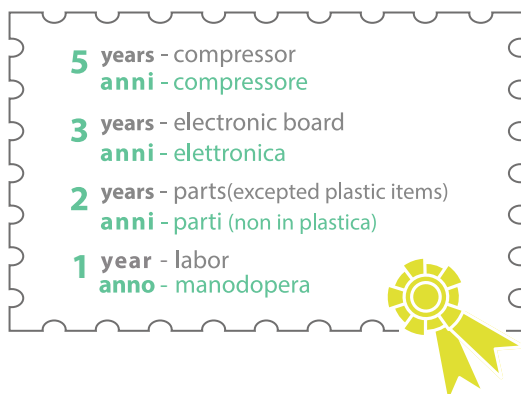 5 years - compressor
anni - compressore
3 years - electronic board
anni - elettronica
2 years - parts(excepted plastic items)
anni - parti (non in plastica)
1 year - labor
anno - manodopera